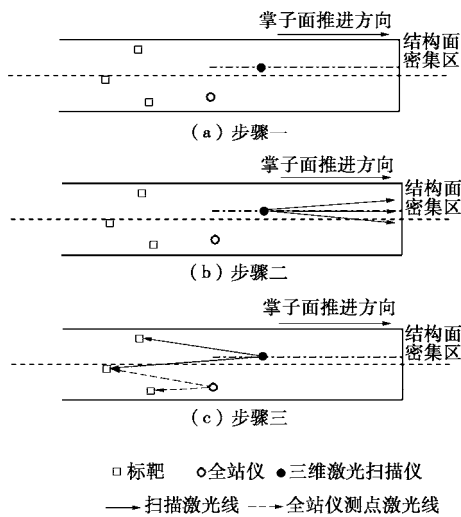 掌子面推进方向
结构面
密集区
(a)步骤一
掌子面推进方向
结构面
密集区
(b)步骤二
掌子面推进方向
结构面
密集区
(c)步骤三
标靶 全站仪 三维激光扫描仪
扫描激光线 全站仪测点激光线